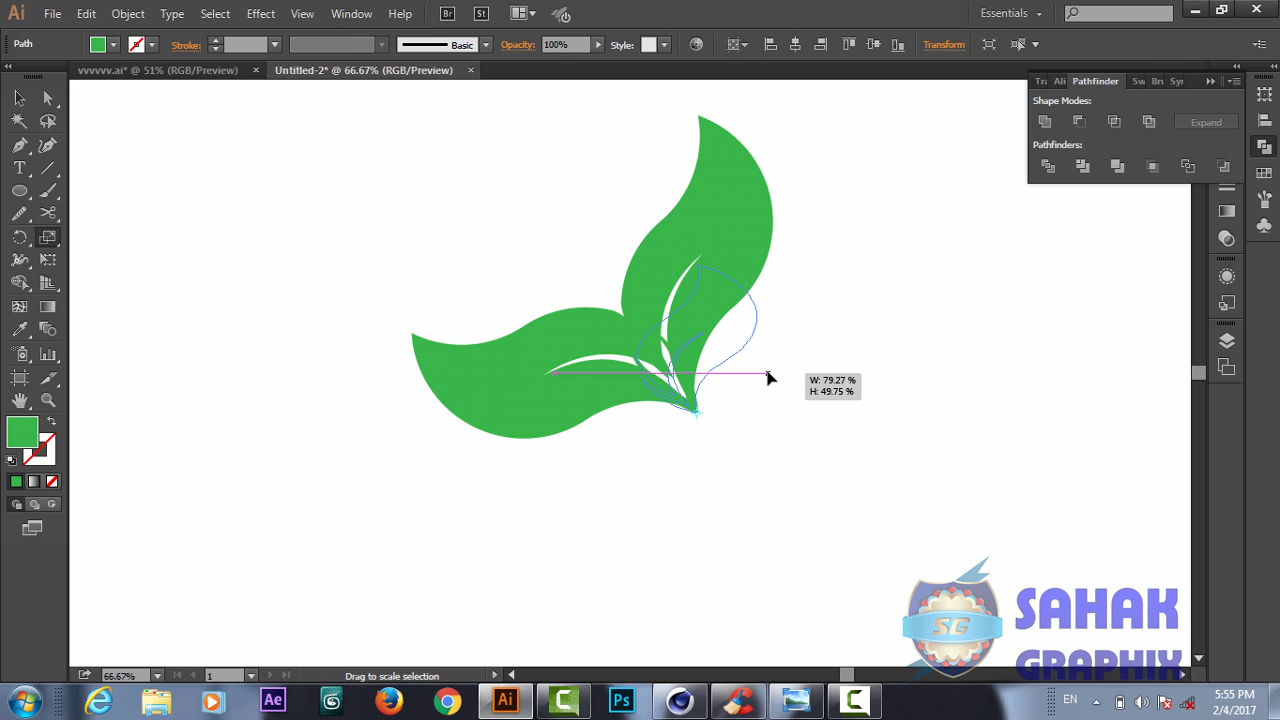 Ai File Edit Object Type Select Effect View Window Help Br St Essentials
Path Stroke: Basic Opacity: 100% Style: Transform
vvvvvv.ai* @ 51% (RGB/Preview) × Untitled-2* @ 66.67% (RGB/Preview) ×
Pathfinder
Shape Modes:
Expand
Pathfinders:
W: 79.27 %
H: 49.75 %
SG
SAHAK
GRAPHIX
66.67% 1 Drag to scale selection
Ae Ai C Ps C
EN
5:55 PM
2/4/2017